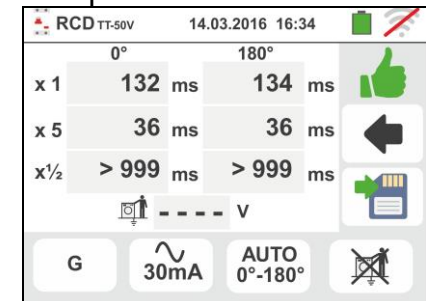 RCD TT-50V 14.03.2016 16:34
0° 180°
x 1 132 ms 134 ms
x 5 36 ms 36 ms
x½ > 999 ms > 999 ms
- - - - V
G 30mA AUTO 0°-180°